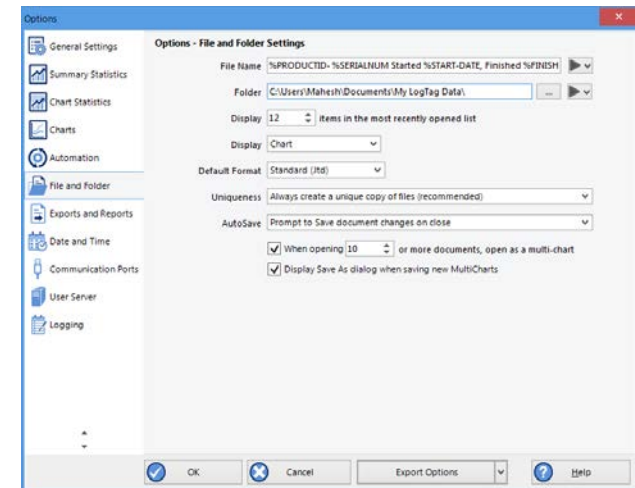 Options
General Settings
Summary Statistics
Chart Statistics
Charts
Automation
File and Folder
Exports and Reports
Date and Time
Communication Ports
User Server
Logging
Options - File and Folder Settings
File Name %PRODUCTID- %SERIALNUM Started %START-DATE, Finished %FINISH
Folder C:\Users\Mahesh\Documents\My LogTag Data\ ...
Display 12 items in the most recently opened list
Display Chart
Default Format Standard (ltd)
Uniqueness Always create a unique copy of files (recommended)
AutoSave Prompt to Save document changes on close
When opening 10 or more documents, open as a multi-chart
Display Save As dialog when saving new MultiCharts
OK Cancel Export Options Help